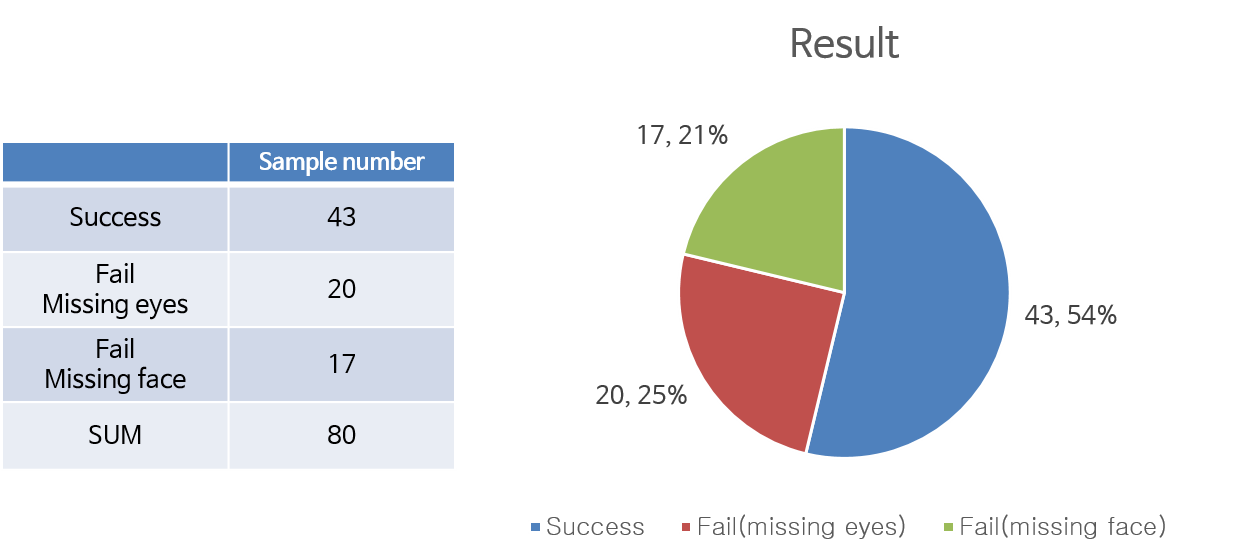 Result
Sample number
Success 43
Fail
Missing eyes 20
Fail
Missing face 17
SUM 80
17, 21%
43, 54%
20, 25%
Success Fail(missing eyes) Fail(missing face)